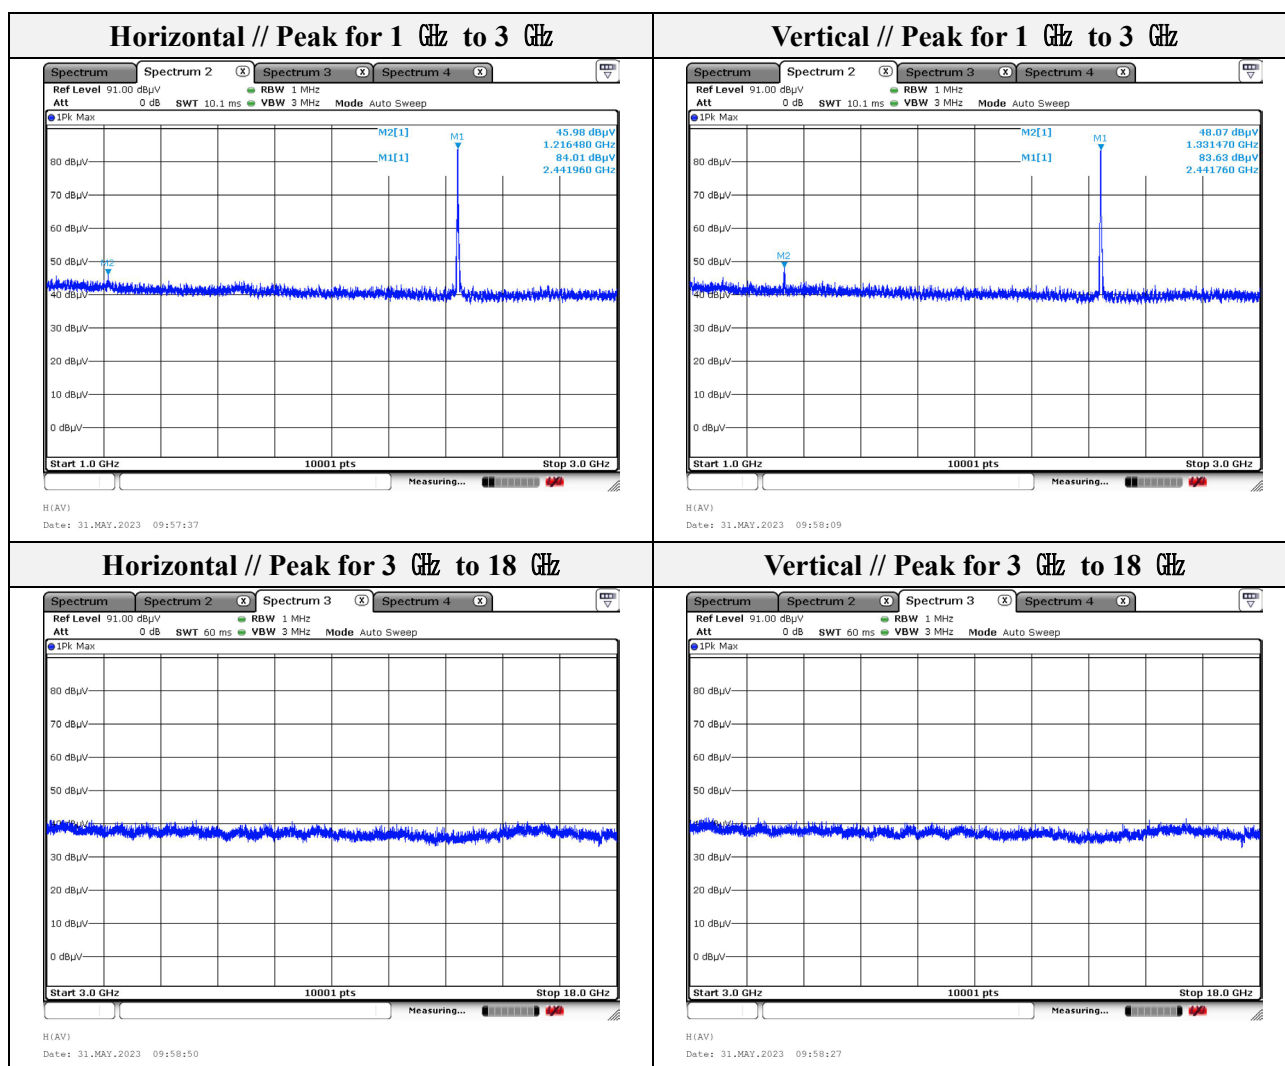 Horizontal // Peak for 1 ㎓ to 3 ㎓
Spectrum Spectrum 2 X Spectrum 3 X Spectrum 4 X
Ref Level 91.00 dBµV RBW 1 MHz
Att 0 dB SWT 10.1 ms VBW 3 MHz Mode Auto Sweep
1Pk Max
M2[1] 45.98 dBµV
1.216480 GHz
M1[1] 84.01 dBµV
2.441960 GHz
M1
M2
80 dBµV
70 dBµV
60 dBµV
50 dBµV
40 dBµV
30 dBµV
20 dBµV
10 dBµV
0 dBµV
Start 1.0 GHz 10001 pts Stop 3.0 GHz
Measuring...
H(AV)
Date: 31.MAY.2023 09:57:37
Vertical // Peak for 1 ㎓ to 3 ㎓
Spectrum Spectrum 2 X Spectrum 3 X Spectrum 4 X
Ref Level 91.00 dBµV RBW 1 MHz
Att 0 dB SWT 10.1 ms VBW 3 MHz Mode Auto Sweep
1Pk Max
M2[1] 48.07 dBµV
1.331470 GHz
M1[1] 83.63 dBµV
2.441760 GHz
M1
M2
80 dBµV
70 dBµV
60 dBµV
50 dBµV
40 dBµV
30 dBµV
20 dBµV
10 dBµV
0 dBµV
Start 1.0 GHz 10001 pts Stop 3.0 GHz
Measuring...
H(AV)
Date: 31.MAY.2023 09:58:09
Horizontal // Peak for 3 ㎓ to 18 ㎓
Spectrum Spectrum 2 X Spectrum 3 X Spectrum 4 X
Ref Level 91.00 dBµV RBW 1 MHz
Att 0 dB SWT 60 ms VBW 3 MHz Mode Auto Sweep
1Pk Max
80 dBµV
70 dBµV
60 dBµV
50 dBµV
30 dBµV
20 dBµV
10 dBµV
0 dBµV
Start 3.0 GHz 10001 pts Stop 18.0 GHz
Measuring...
H(AV)
Date: 31.MAY.2023 09:58:50
Vertical // Peak for 3 ㎓ to 18 ㎓
Spectrum Spectrum 2 X Spectrum 3 X Spectrum 4 X
Ref Level 91.00 dBµV RBW 1 MHz
Att 0 dB SWT 60 ms VBW 3 MHz Mode Auto Sweep
1Pk Max
80 dBµV
70 dBµV
60 dBµV
50 dBµV
30 dBµV
20 dBµV
10 dBµV
0 dBµV
Start 3.0 GHz 10001 pts Stop 18.0 GHz
Measuring...
H(AV)
Date: 31.MAY.2023 09:58:27